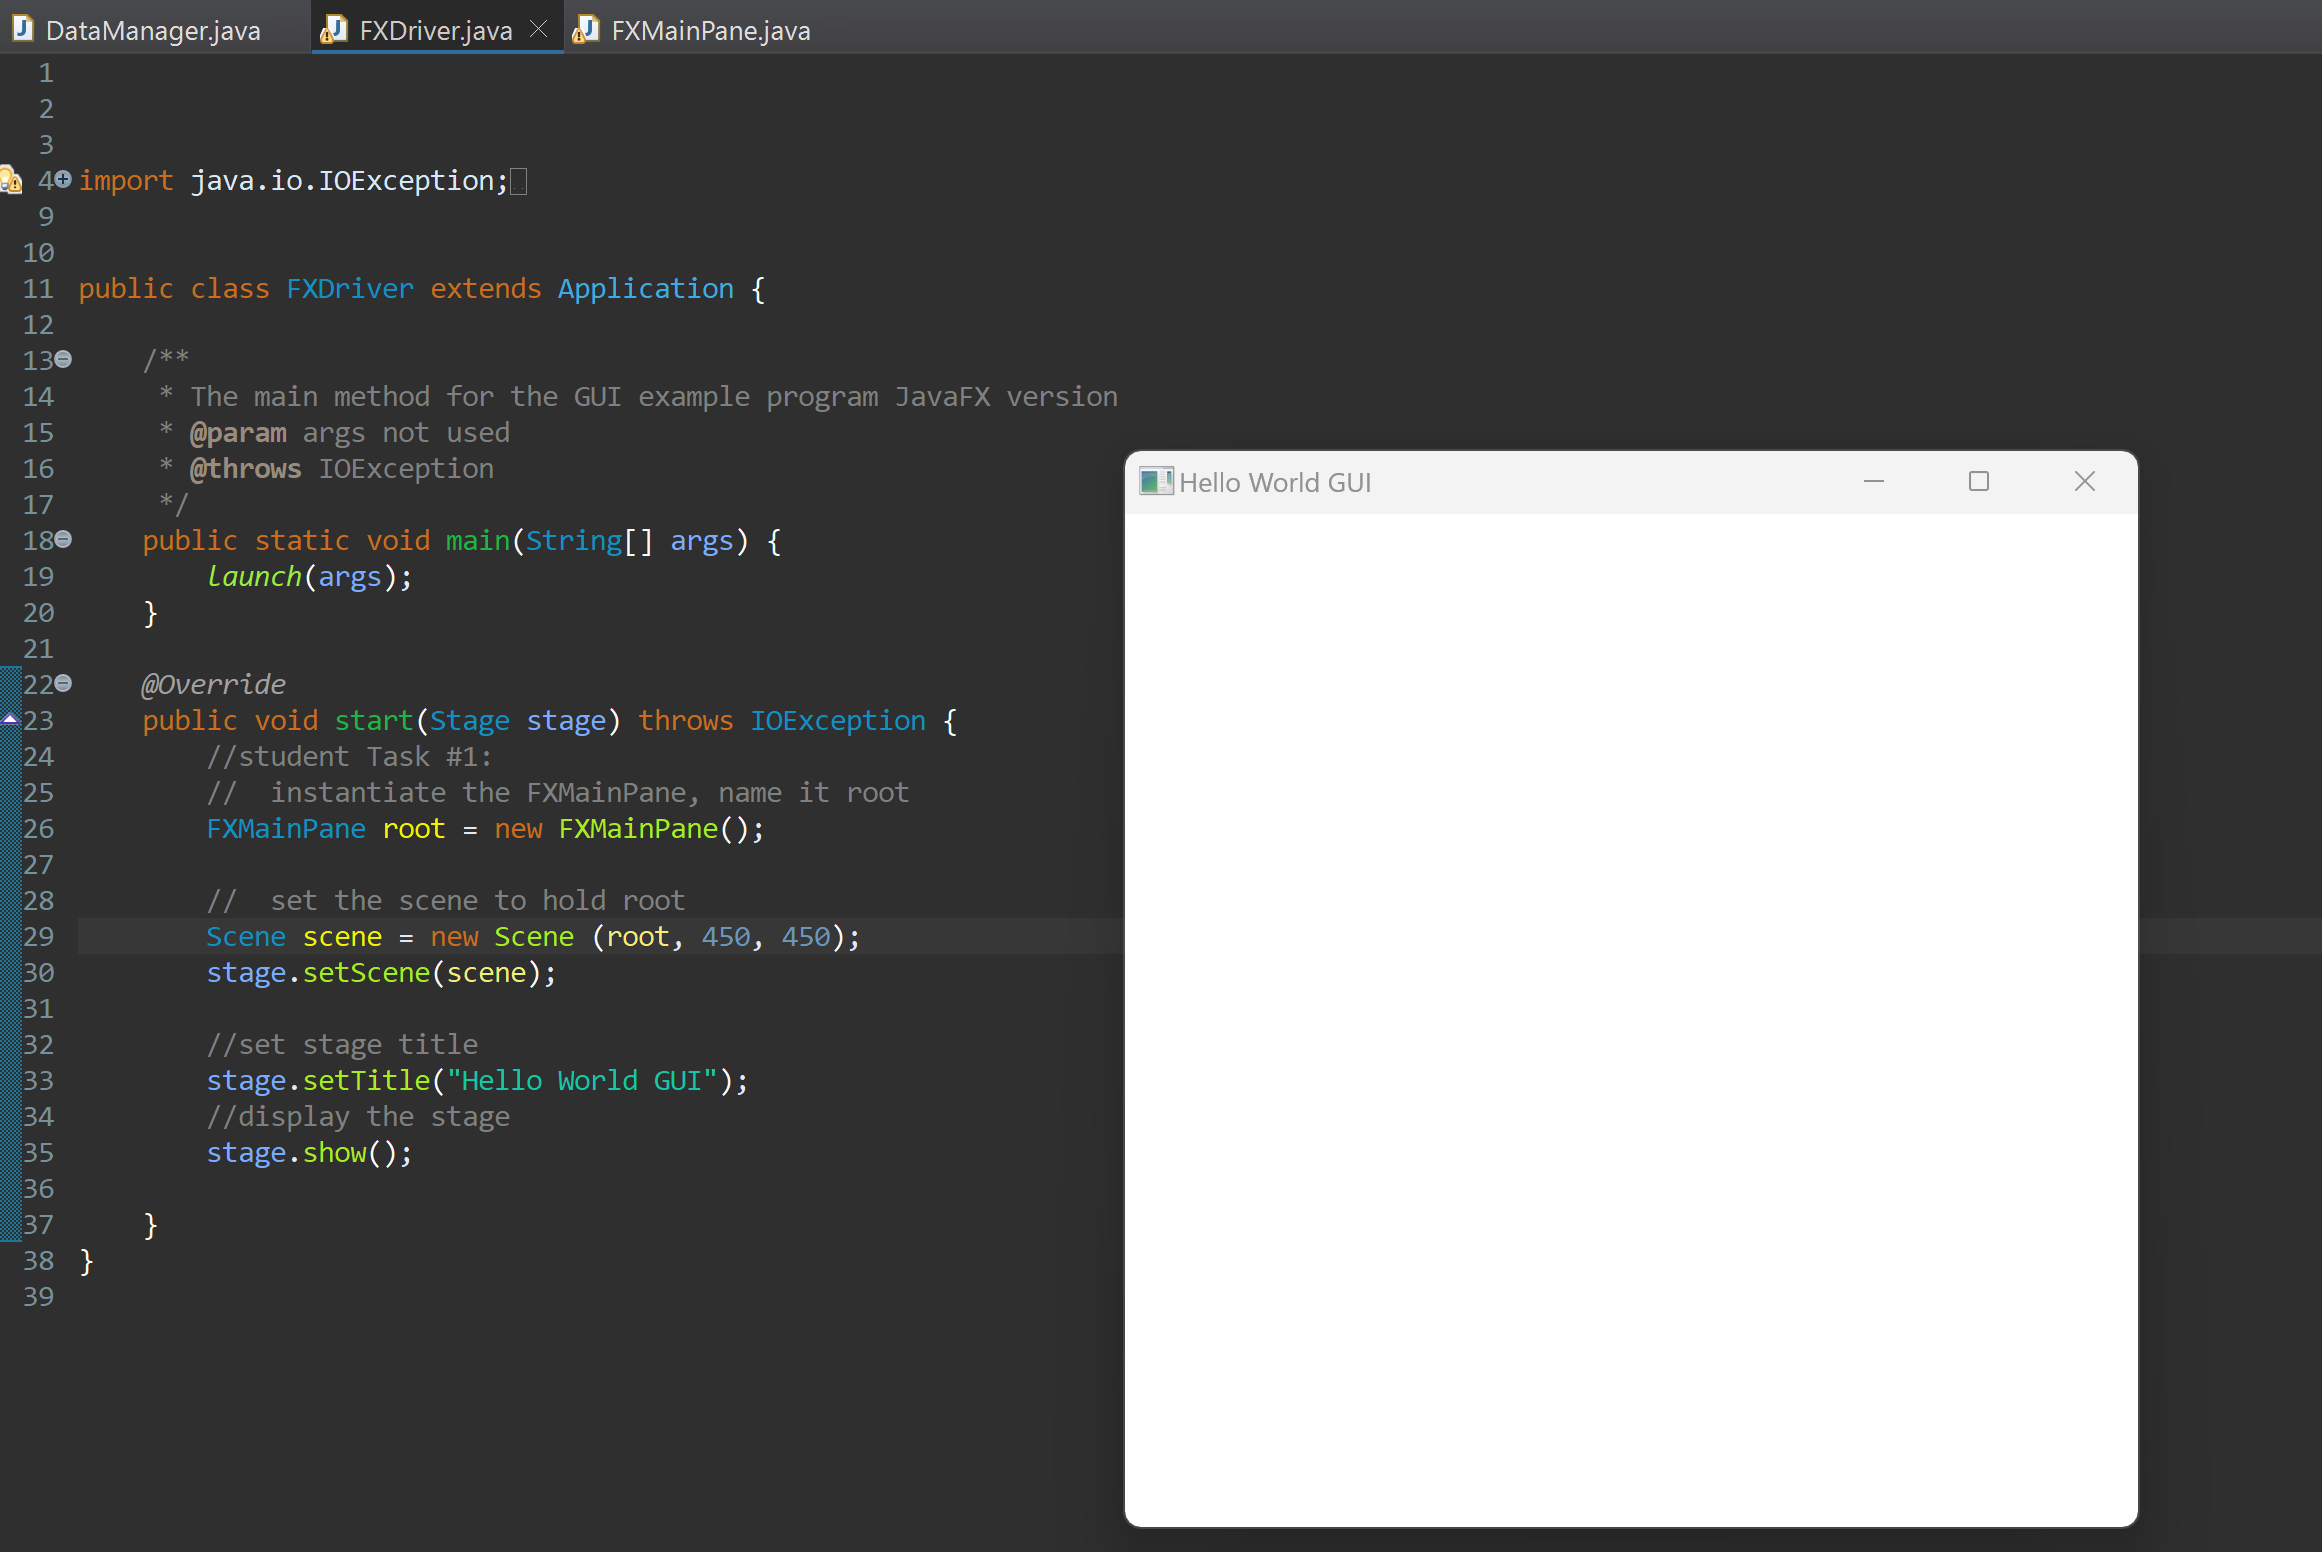 DataManager.java
FXDriver.java
FXMainPane.java
1
2
3
4 import java.io.IOException;
9
10
11 public class FXDriver extends Application {
12
13     /**
14      * The main method for the GUI example program JavaFX version
15      * @param args not used
16      * @throws IOException
17      */
18     public static void main(String[] args) {
19         launch(args);
20     }
21
22     @Override
23     public void start(Stage stage) throws IOException {
24         //student Task #1:
25         //  instantiate the FXMainPane, name it root
26         FXMainPane root = new FXMainPane();
27
28         //  set the scene to hold root
29         Scene scene = new Scene (root, 450, 450);
30         stage.setScene(scene);
31
32         //set stage title
33         stage.setTitle("Hello World GUI");
34         //display the stage
35         stage.show();
36
37     }
38 }
39
Hello World GUI